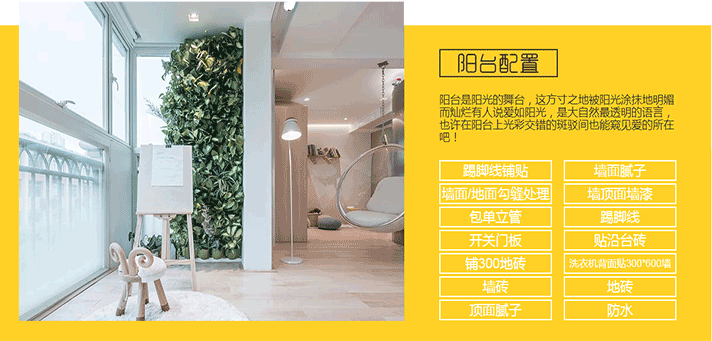 阳台配置
阳台是阳光的舞台，这方寸之地被阳光涂抹地明媚
而灿烂有人说爱如阳光，是大自然最透明的语言，
也许在阳台上光彩交错的斑驳间也能窥见爱的所在
吧！
踢脚线铺贴 墙面腻子
墙面/地面勾缝处理 墙顶面墙漆
包单立管 踢脚线
开关门板 贴沿台砖
铺300地砖 洗衣机背面贴300*600墙
墙砖 地砖
顶面腻子 防水